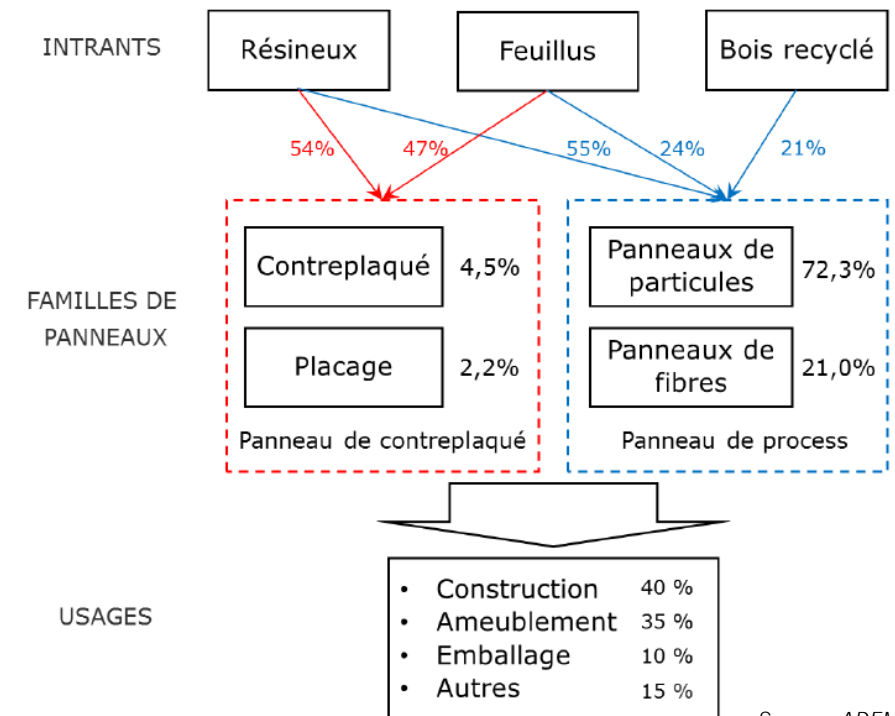 INTRANTS
Résineux
Feuillus
Bois recyclé
54%
47%
55%
24%
21%
FAMILLES DE
PANNEAUX
Contreplaqué
4,5%
Placage
2,2%
Panneau de contreplaqué
Panneaux de
particules
72,3%
Panneaux de
fibres
21,0%
Panneau de process
USAGES
• Construction 40 %
• Ameublement 35 %
• Emballage 10 %
• Autres 15 %